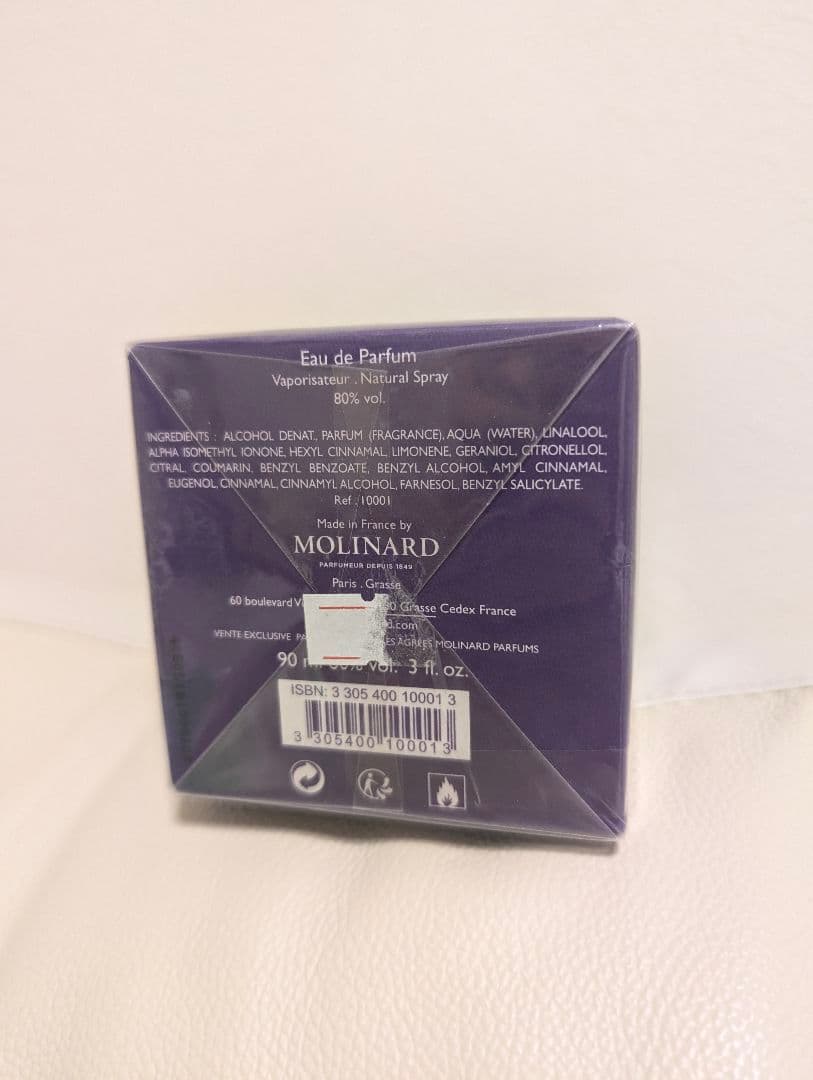 Eau de Parfum
Vaporisateur . Natural Spray
80% vol.
INGREDIENTS : ALCOHOL DENAT., PARFUM (FRAGRANCE), AQUA (WATER), LINALOOL,
ALPHA ISOMETHYL IONONE, HEXYL CINNAMAL, LIMONENE, GERANIOL, CITRONELLOL,
CITRAL, COUMARIN, BENZYL BENZOATE, BENZYL ALCOHOL, AMYL CINNAMAL,
EUGENOL, CINNAMAL, CINNAMYL ALCOHOL, FARNESOL, BENZYL SALICYLATE.
Ref : 10001
Made in France by
MOLINARD
PARFUMEUR DEPUIS 1849
Paris . Grasse
60 boulevard Grasse Cedex France
.com
VENTE EXCLUSIVE MOLINARD PARFUMS
90 vol. 3 fl. oz.
ISBN: 3 305 400 10001 3
3 305400 100013